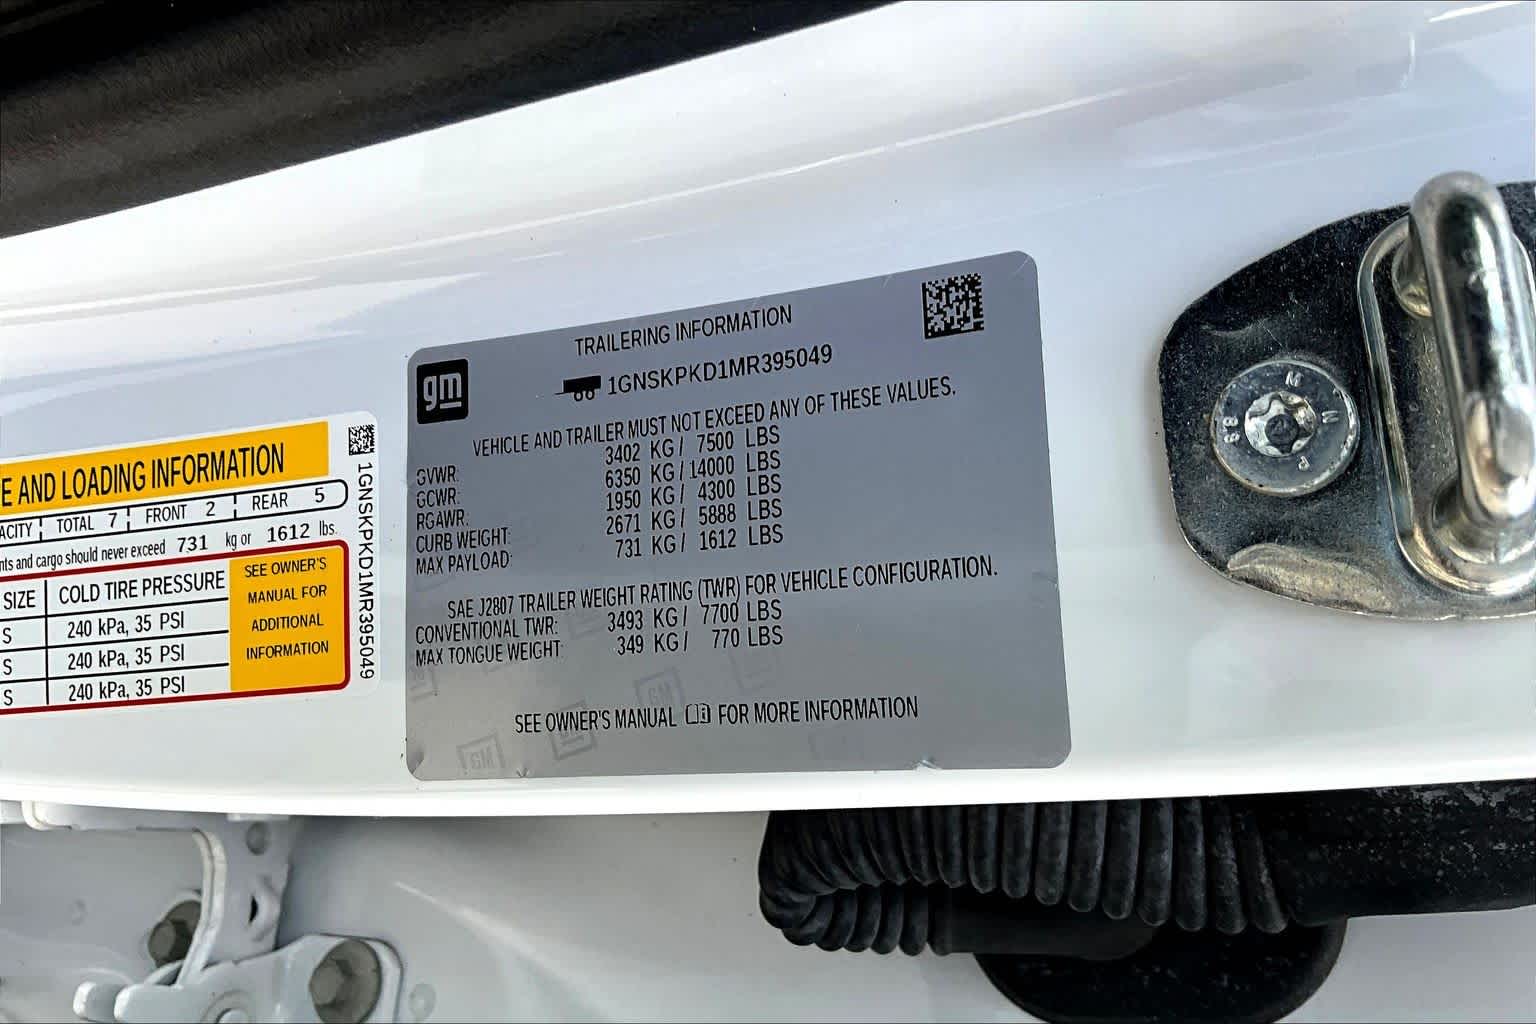 E AND LOADING INFORMATION
ACITY TOTAL 7 FRONT 2 REAR 5
nts and cargo should never exceed 731 kg or 1612 lbs.
SIZE COLD TIRE PRESSURE
S 240 kPa, 35 PSI
S 240 kPa, 35 PSI
S 240 kPa, 35 PSI
SEE OWNER'S
MANUAL FOR
ADDITIONAL
INFORMATION
1GNSKPKD1MR395049
gm
TRAILERING INFORMATION
1GNSKPKD1MR395049
VEHICLE AND TRAILER MUST NOT EXCEED ANY OF THESE VALUES.
GVWR: 3402 KG/ 7500 LBS
GCWR: 6350 KG/14000 LBS
RGAWR: 1950 KG/ 4300 LBS
CURB WEIGHT: 2671 KG/ 5888 LBS
MAX PAYLOAD: 731 KG/ 1612 LBS
SAE J2807 TRAILER WEIGHT RATING (TWR) FOR VEHICLE CONFIGURATION.
CONVENTIONAL TWR: 3493 KG/ 7700 LBS
MAX TONGUE WEIGHT: 349 KG/ 770 LBS
SEE OWNER'S MANUAL FOR MORE INFORMATION
GM
GM
GM